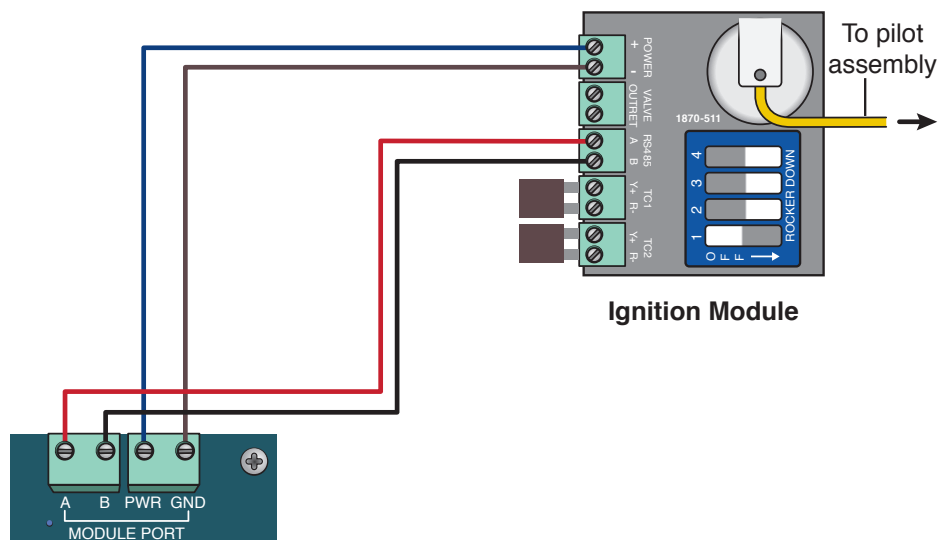 To pilot
assembly
+
-
POWER
VALVE
OUTRET
RS485
A
B
TC1
Y+
R-
TC2
Y+
R-
1870-511
4
3
2
1
ROCKER DOWN
OFF
Ignition Module
A B PWR GND
MODULE PORT